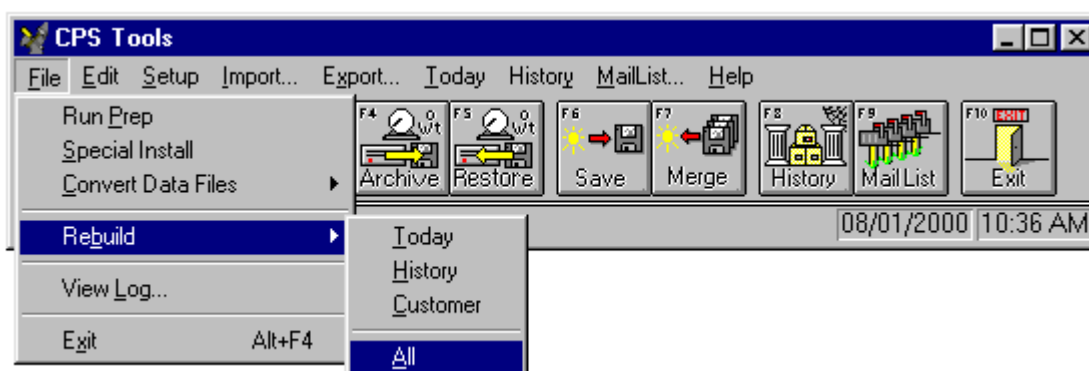 CPS Tools
File Edit Setup Import... Export... Today History MailList... Help
Run Prep
Special Install
Convert Data Files
Rebuild
View Log...
Exit Alt+F4
Today
History
Customer
All
F4 wt Archive
F5 wt Restore
F6 Save
F7 Merge
F8 History
F9 Mail List
F10 EXIT Exit
08/01/2000 10:36 AM